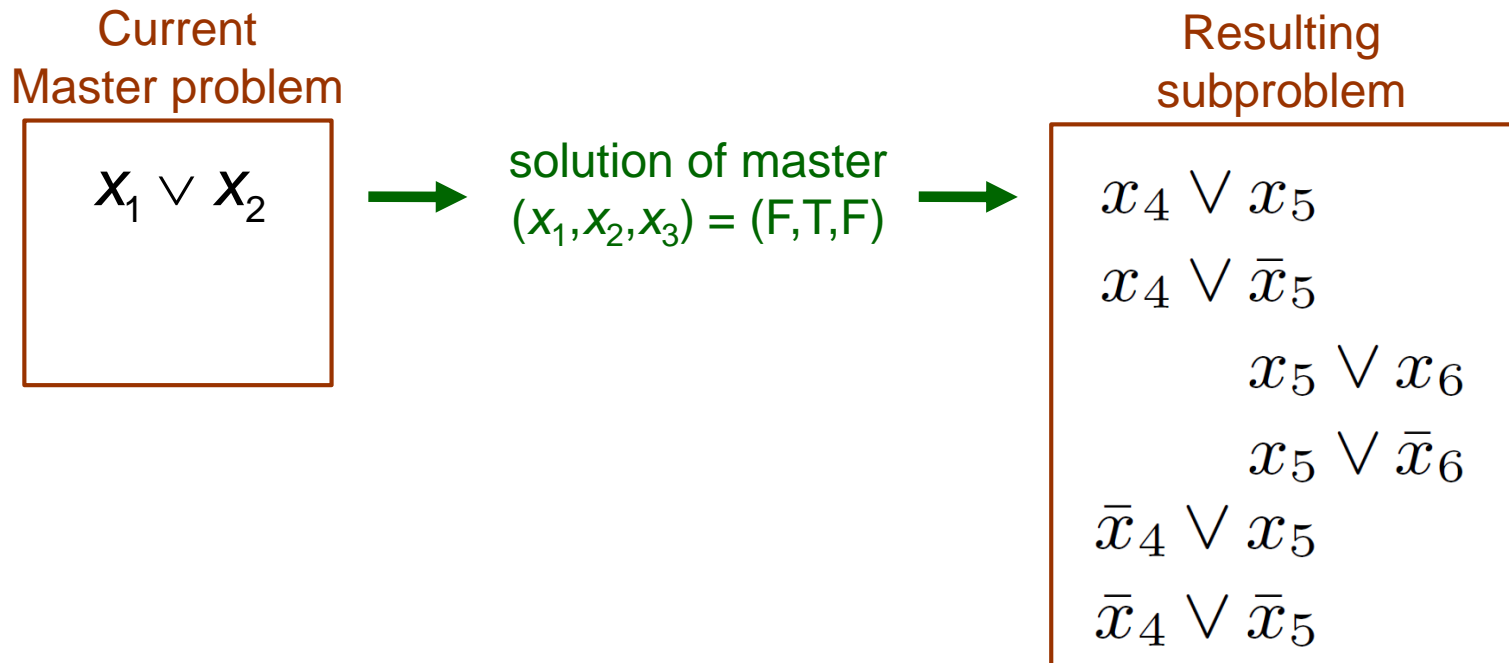 Current
Master problem
x₁ ∨ x₂
solution of master
(x₁,x₂,x₃) = (F,T,F)
Resulting
subproblem
x₄ ∨ x₅
x₄ ∨ x̄₅
x₅ ∨ x₆
x₅ ∨ x̄₆
x̄₄ ∨ x₅
x̄₄ ∨ x̄₅